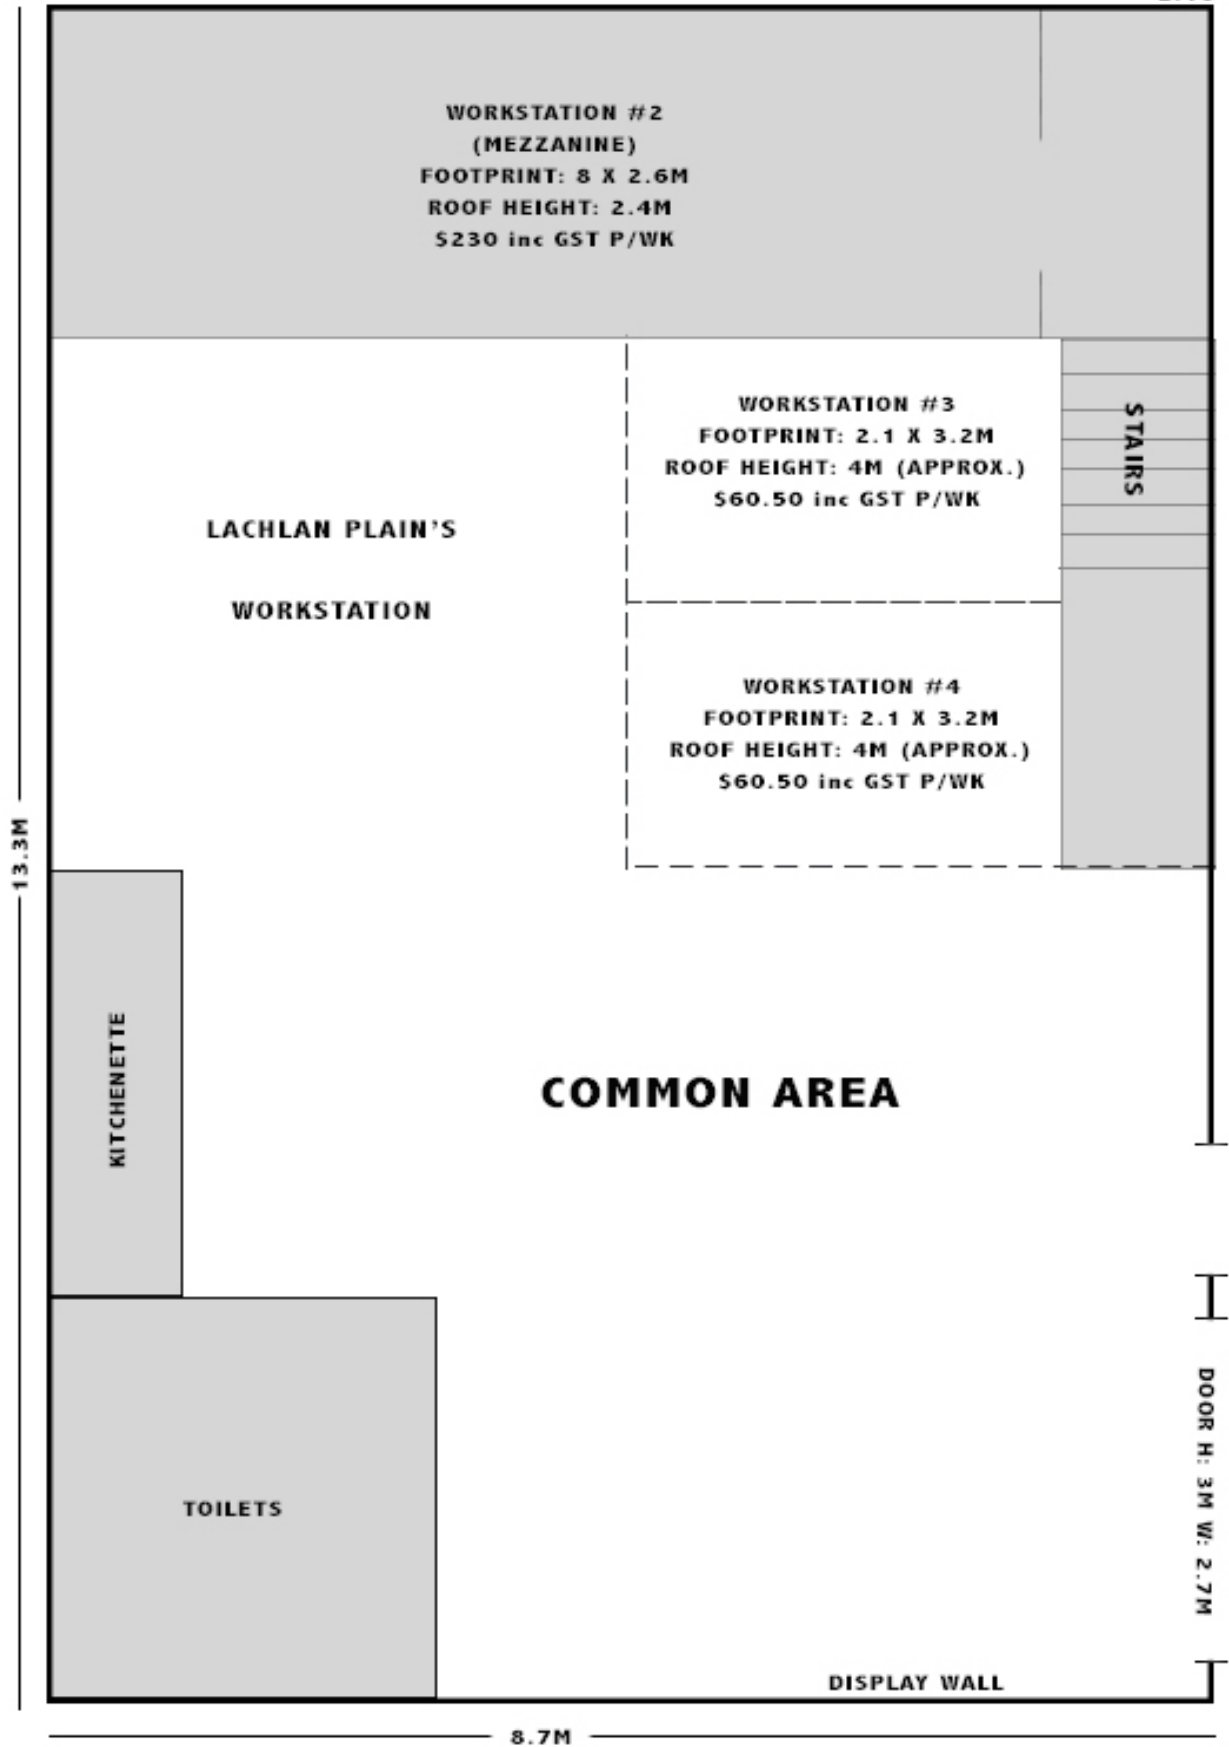 WORKSTATION #2
(MEZZANINE)
FOOTPRINT: 8 X 2.6M
ROOF HEIGHT: 2.4M
$230 inc GST P/WK
WORKSTATION #3
FOOTPRINT: 2.1 X 3.2M
ROOF HEIGHT: 4M (APPROX.)
$60.50 inc GST P/WK
STAIRS
LACHLAN PLAIN'S
WORKSTATION
WORKSTATION #4
FOOTPRINT: 2.1 X 3.2M
ROOF HEIGHT: 4M (APPROX.)
$60.50 inc GST P/WK
13.3M
KITCHENETTE
COMMON AREA
TOILETS
DOOR H: 3M W: 2.7M
DISPLAY WALL
8.7M